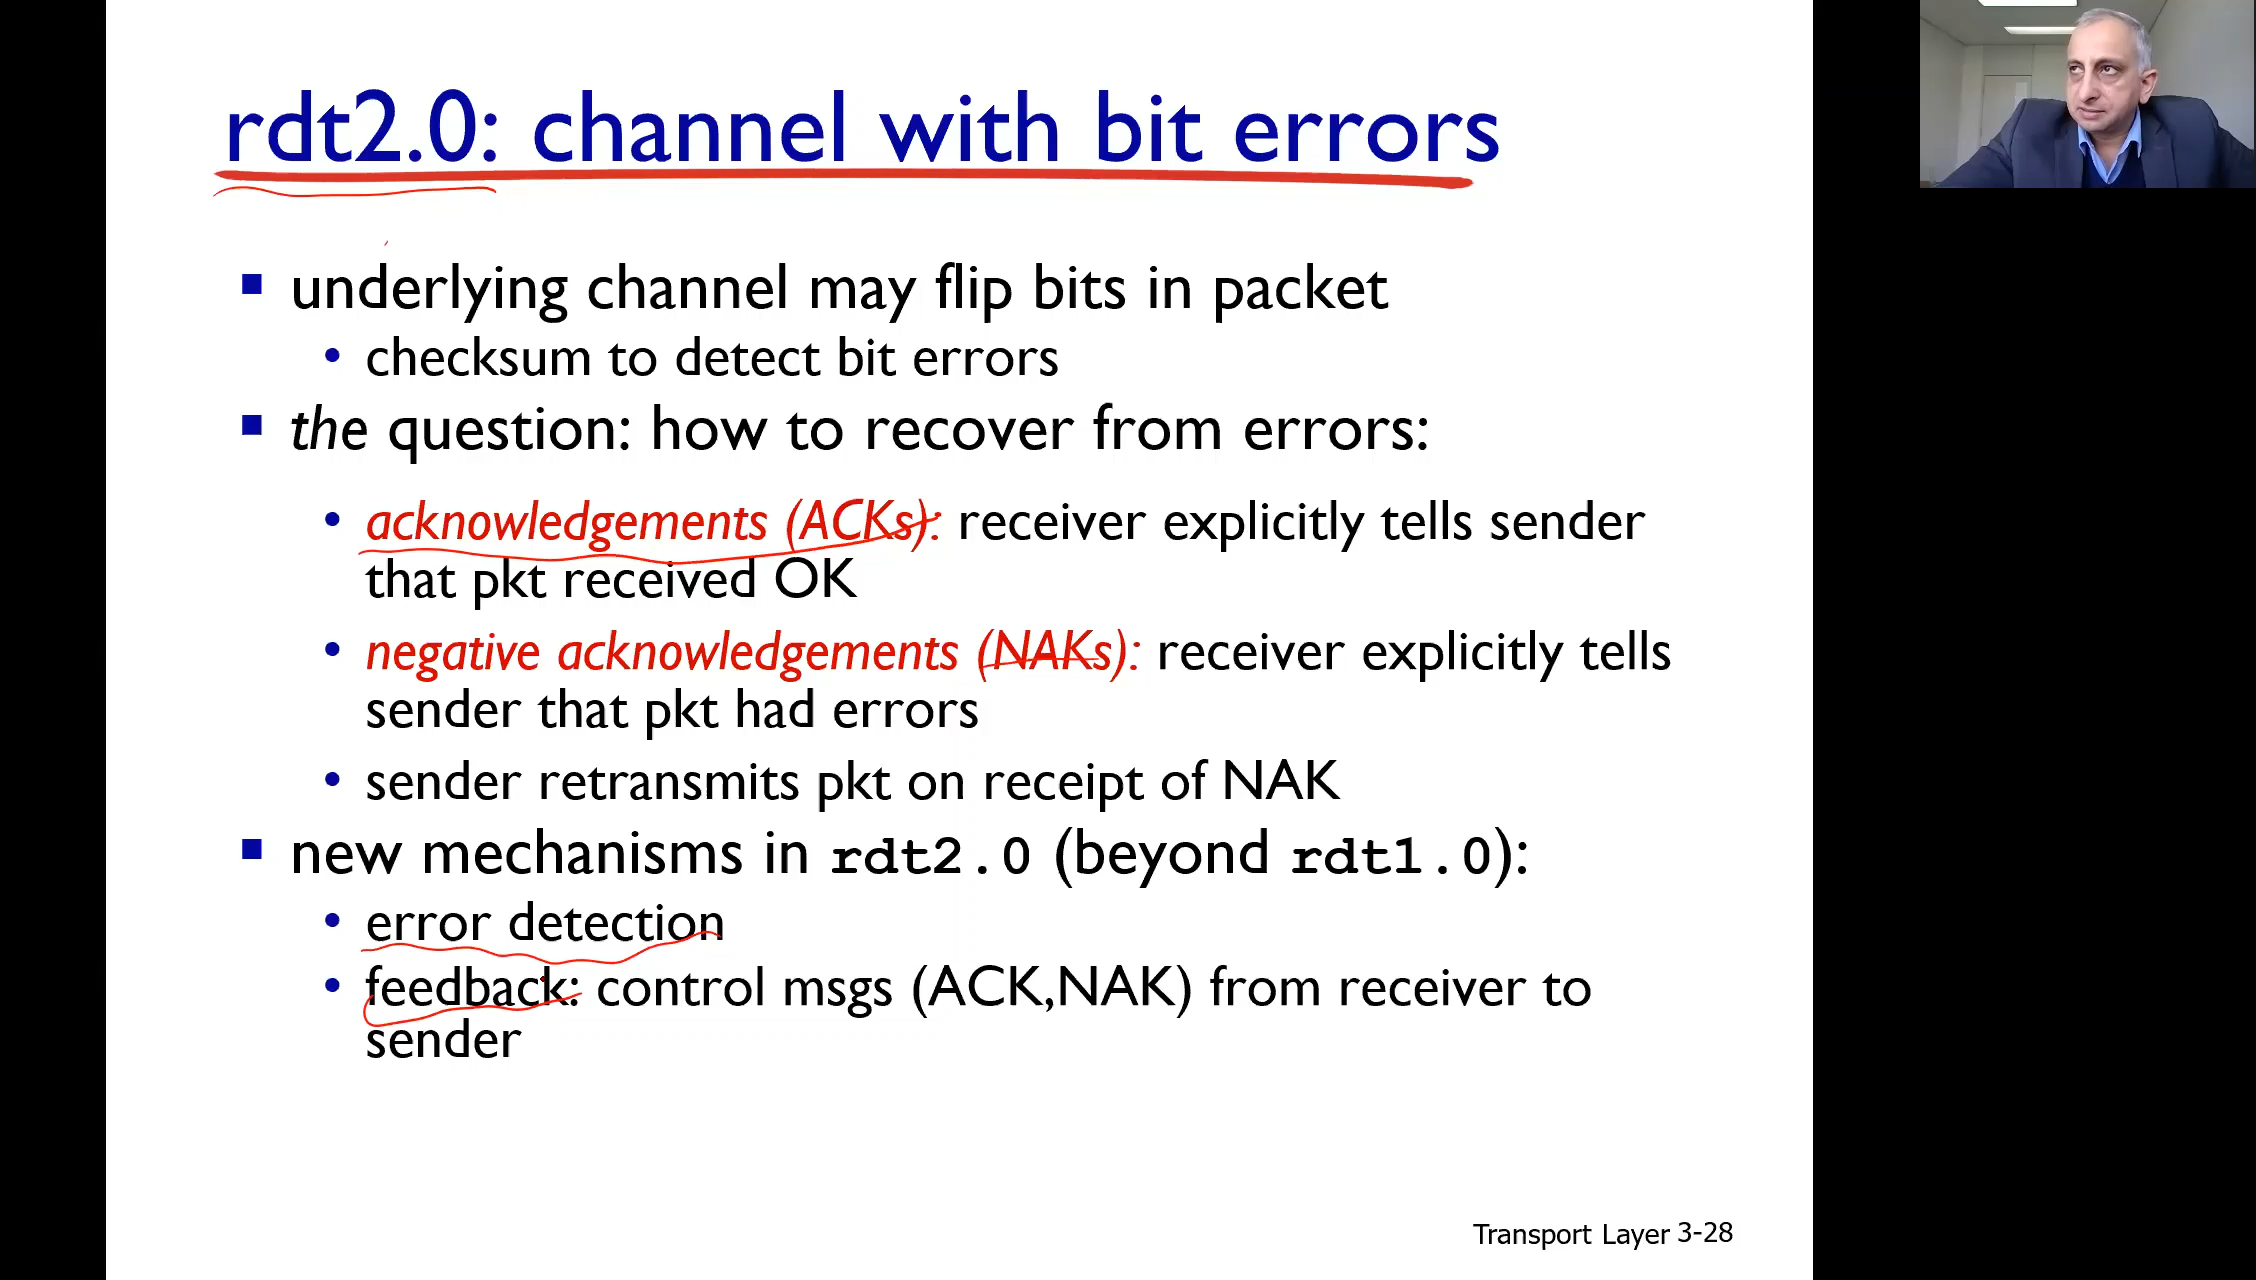 rdt2.0: channel with bit errors
▪ underlying channel may flip bits in packet
• checksum to detect bit errors
▪ the question: how to recover from errors:
• acknowledgements (ACKs): receiver explicitly tells sender
that pkt received OK
• negative acknowledgements (NAKs): receiver explicitly tells
sender that pkt had errors
• sender retransmits pkt on receipt of NAK
▪ new mechanisms in rdt2.0 (beyond rdt1.0):
• error detection
• feedback: control msgs (ACK,NAK) from receiver to
sender
Transport Layer 3-28